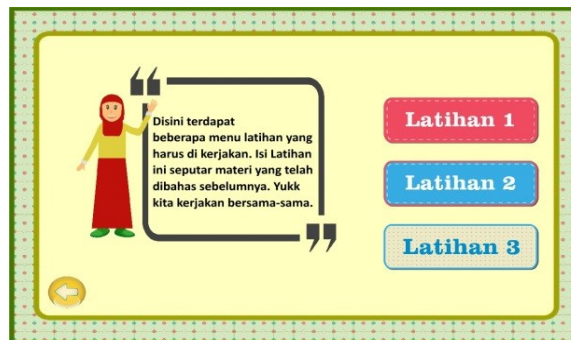 Disini terdapat
beberapa menu latihan yang
harus di kerjakan. Isi Latihan
ini seputar materi yang telah
dibahas sebelumnya. Yukk
kita kerjakan bersama-sama.
Latihan 1
Latihan 2
Latihan 3